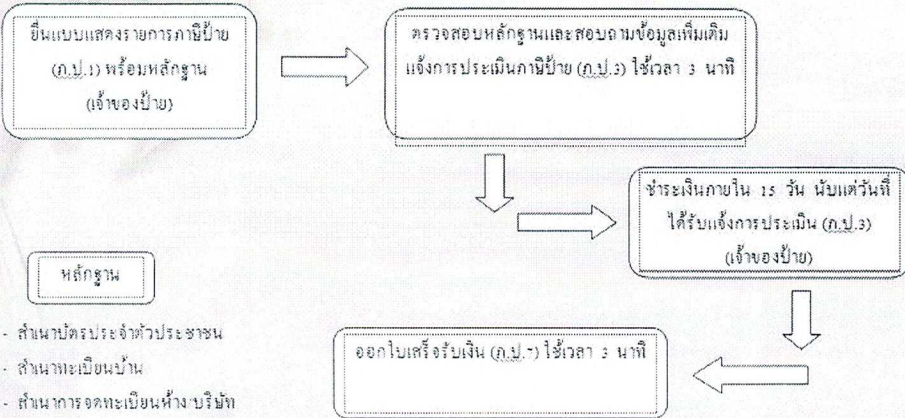 ยื่นแบบแสดงรายการภาษีป้าย
(ภ.ป.1) พร้อมหลักฐาน
(เจ้าของป้าย)
ตรวจสอบหลักฐานและสอบถามข้อมูลเพิ่มเติม
แจ้งการประเมินภาษีป้าย (ภ.ป.3) ใช้เวลา 3 นาที
ชำระเงินภายใน 15 วัน นับแต่วันที่
ได้รับแจ้งการประเมิน (ภ.ป.3)
(เจ้าของป้าย)
ออกใบเสร็จรับเงิน (ภ.ป.7) ใช้เวลา 3 นาที
หลักฐาน
- สำเนาบัตรประจำตัวประชาชน
- สำเนาทะเบียนบ้าน
- สำเนาการจดทะเบียนห้าง/บริษัท